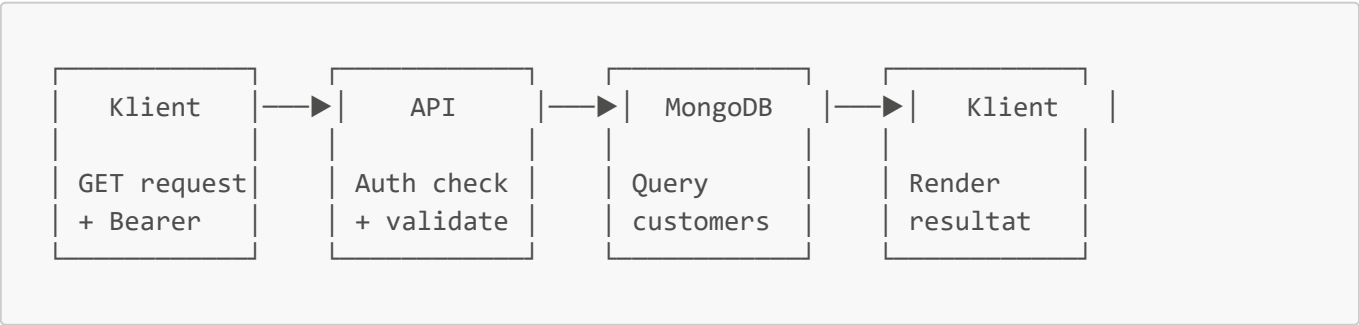 Klient API MongoDB Klient
GET request Auth check Query Render
+ Bearer + validate customers resultat